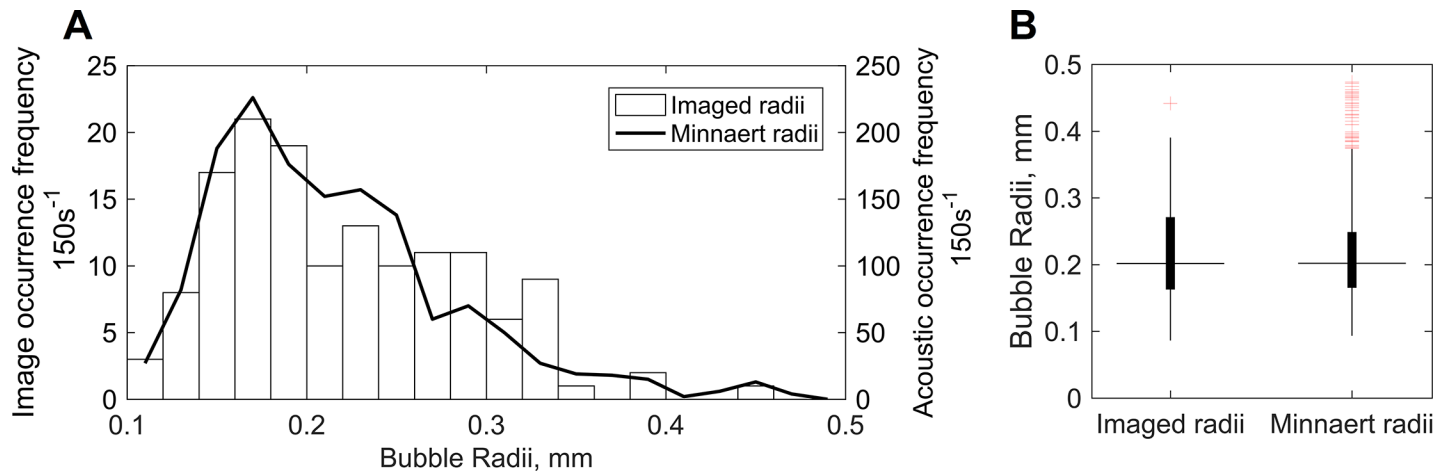 A
Image occurrence frequency
150s⁻¹
25
20
15
10
5
0
0.1
0.2
0.3
0.4
0.5
Bubble Radii, mm
Imaged radii
Minnaert radii
250
200
150
100
50
0
Acoustic occurrence frequency
150s⁻¹
B
Bubble Radii, mm
0.5
0.4
0.3
0.2
0.1
0
Imaged radii
Minnaert radii